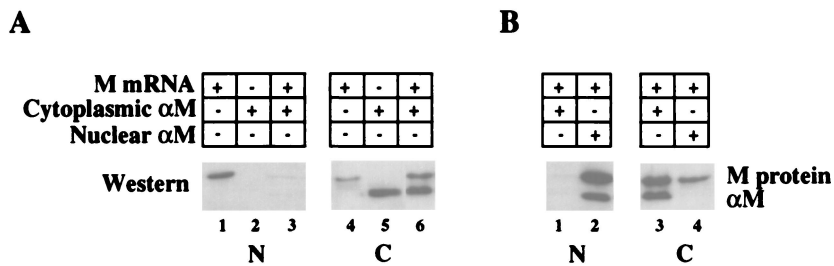 A B
M mRNA + - + + - + + + + +
Cytoplasmic αM - + + - + + + - + -
Nuclear αM - - - - - - - + - +
Western M protein
αM
1 2 3 4 5 6 1 2 3 4
N C N C